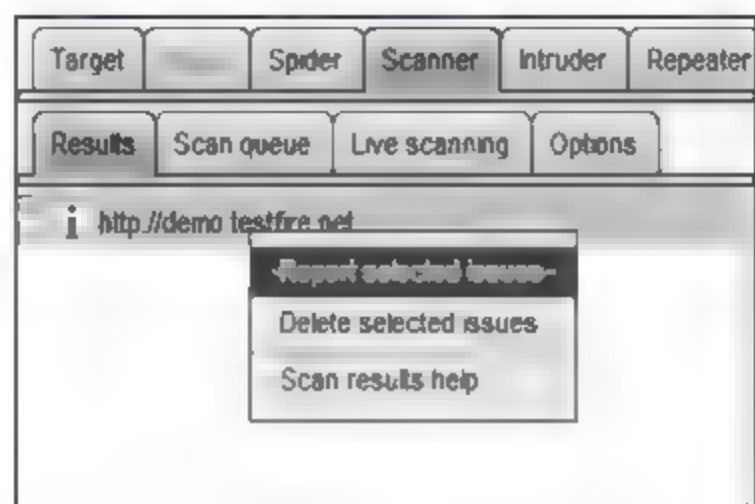 Target Spider Scanner Intruder Repeater
Results Scan queue Live scanning Options
i http://demo.testfire.net
Report selected issues
Delete selected issues
Scan results help